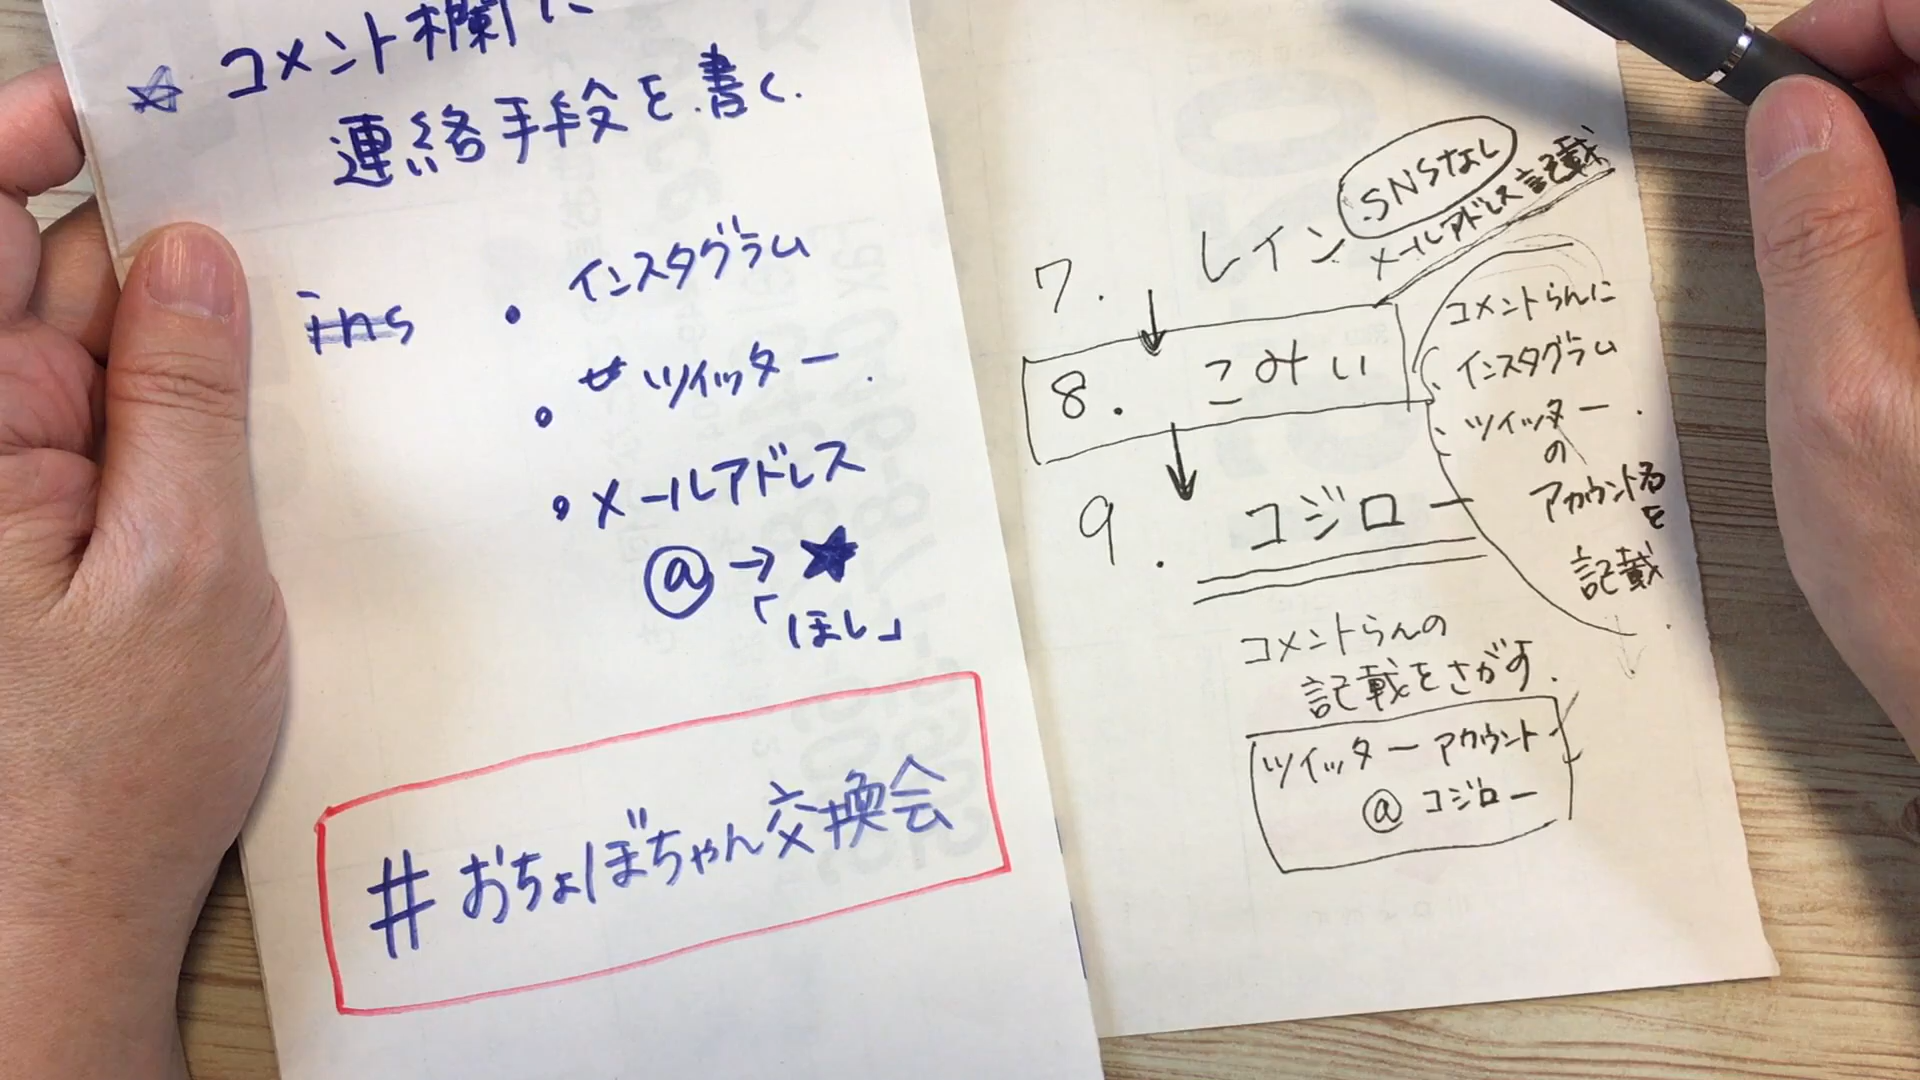 ☆ コメント欄に
連絡手段を書く.
ins
・インスタグラム
・ツイッター.
・メールアドレス
@→★
「ほし」
#おちょぼちゃん交換会
SNSなし
メールアドレス記載
7. レイン
↓
8. こみい
↓
9. コジロー
コメントらんに
インスタグラム
ツイッター.
の
アカウント名
を
記載.
コメントらんの
記載をさがす.
ツイッターアカウント
@コジロー